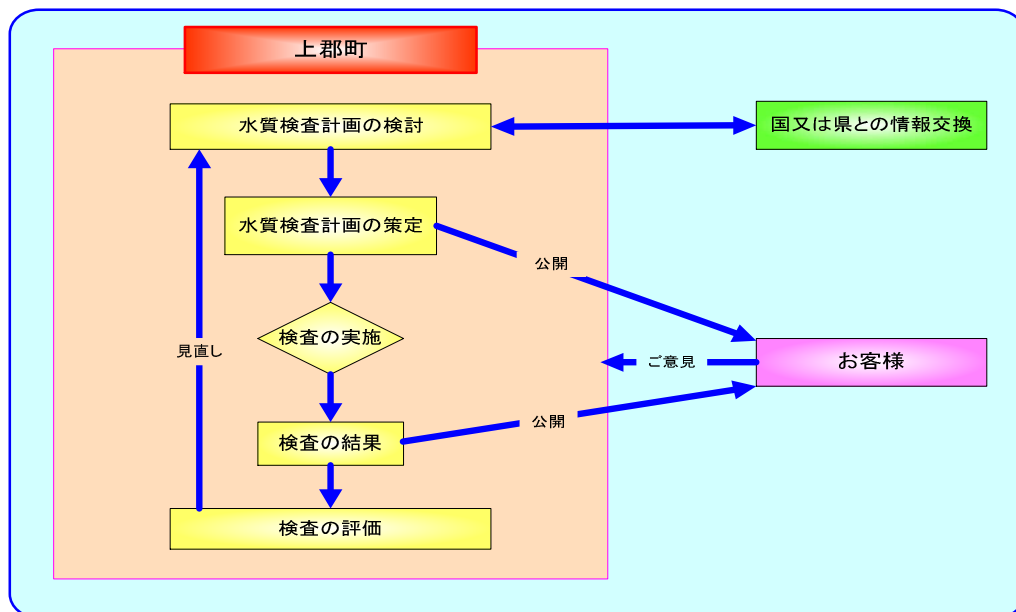 上郡町
水質検査計画の検討
国又は県との情報交換
水質検査計画の策定
公開
検査の実施
見直し
ご意見
お客様
公開
検査の結果
検査の評価